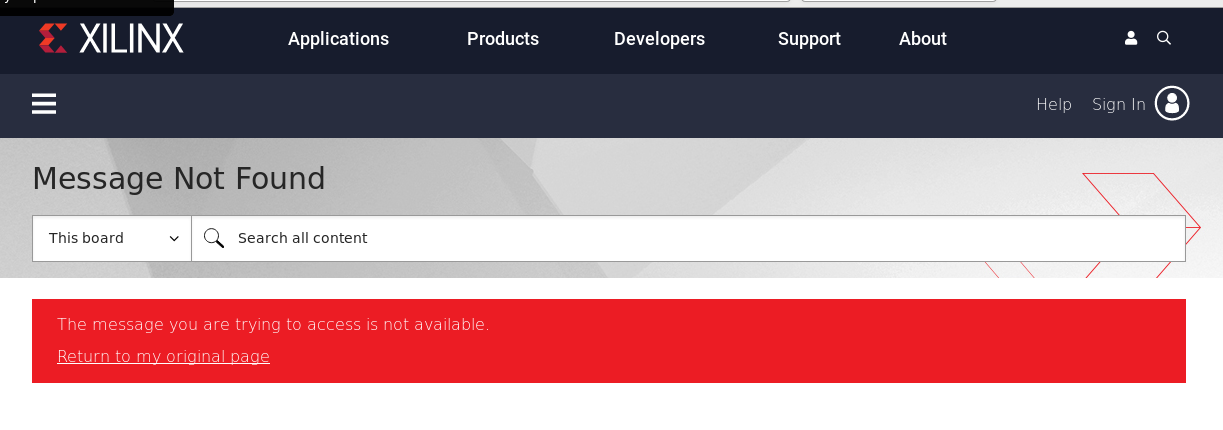 XILINX
Applications Products Developers Support About
Help Sign In
Message Not Found
This board Search all content
The message you are trying to access is not available.
Return to my original page